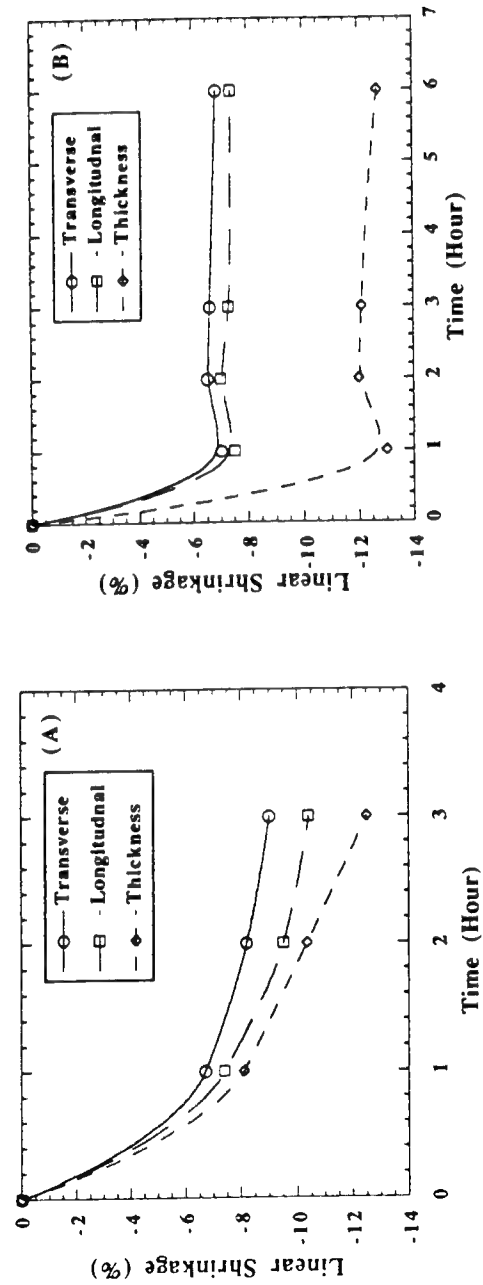 (A)
Transverse
Longitudnal
Thickness
Linear Shrinkage (%)
0
-2
-4
-6
-8
-10
-12
-14
0 1 2 3 4
Time (Hour)
(B)
Transverse
Longitudnal
Thickness
Linear Shrinkage (%)
0
-2
-4
-6
-8
-10
-12
-14
0 1 2 3 4 5 6 7
Time (Hour)